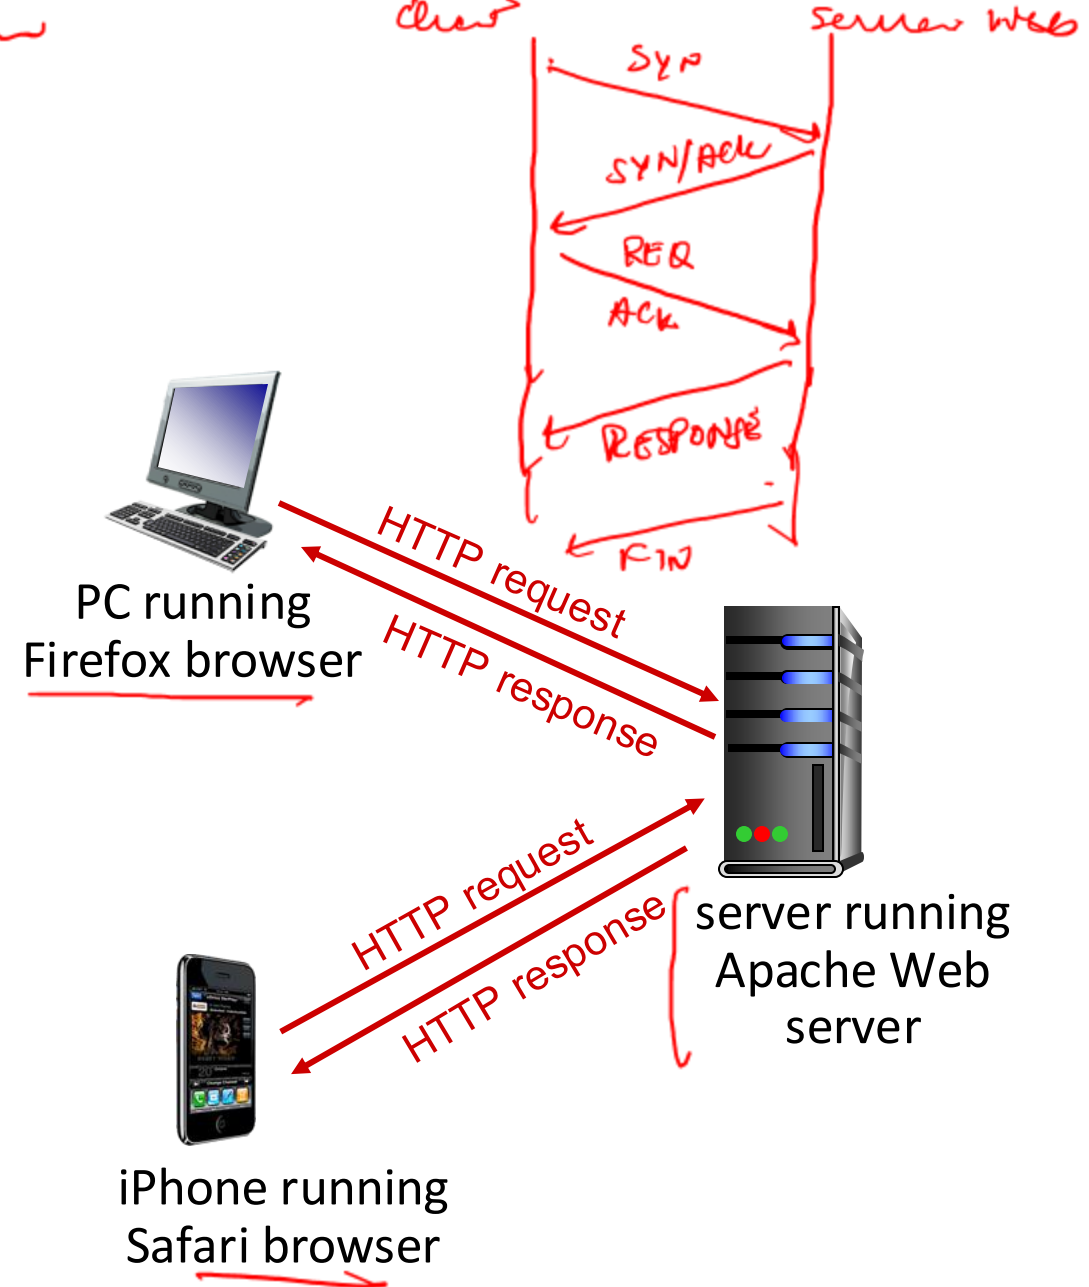 Client
Serveur Web
SYN
SYN/ACK
REQ
ACK
RESPONSE
FIN
HTTP request
HTTP response
PC running
Firefox browser
HTTP request
HTTP response
server running
Apache Web
server
iPhone running
Safari browser